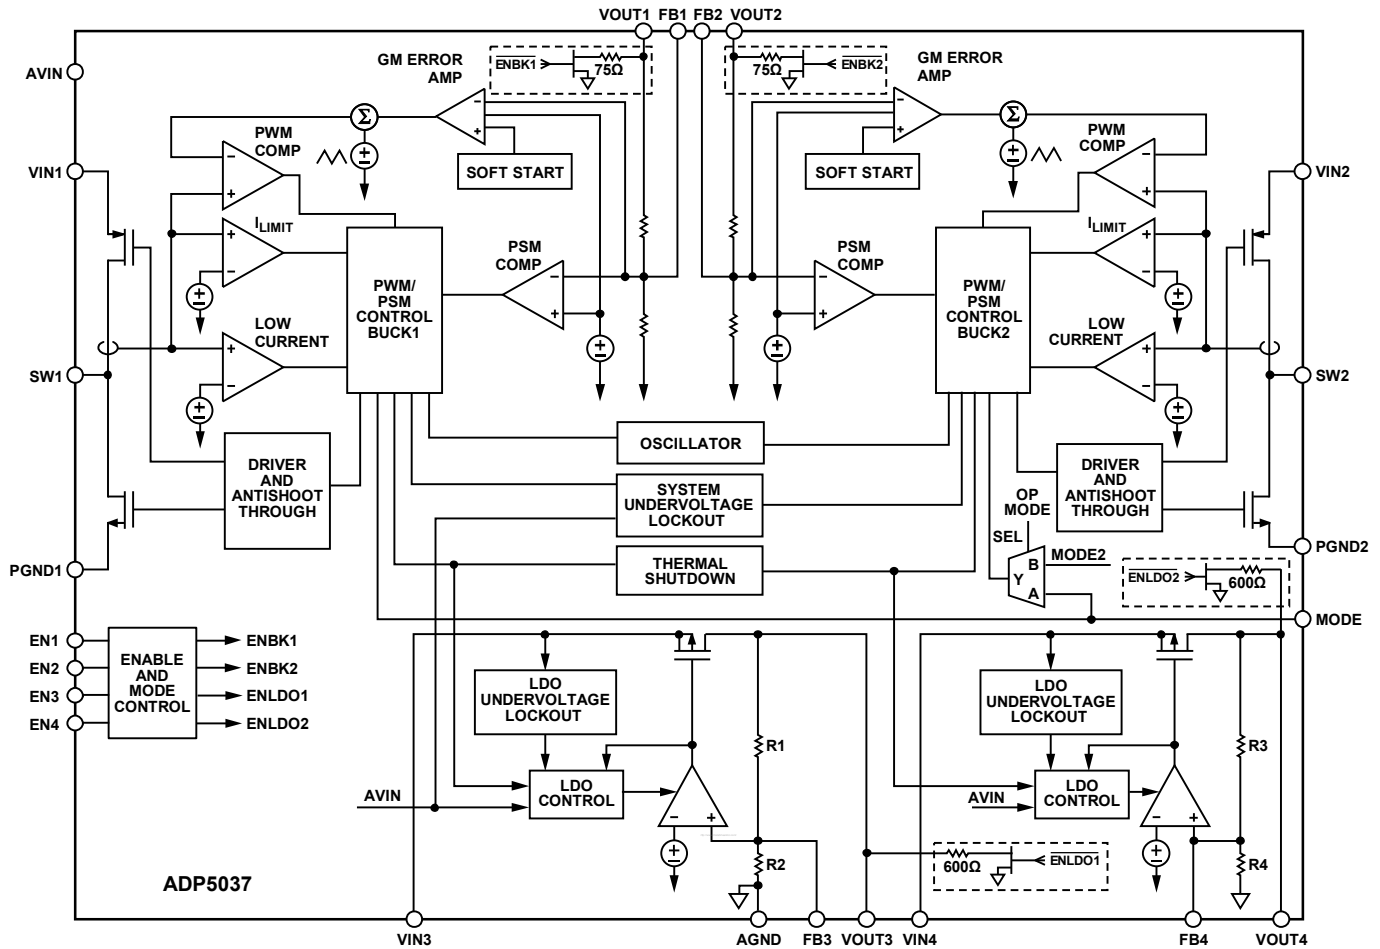 VOUT1 FB1 FB2 VOUT2
AVIN
GM ERROR
AMP
ENBK1
75Ω
75Ω
ENBK2
GM ERROR
AMP
Σ
Σ
PWM
COMP
PWM
COMP
−
+
−
+
−
+
−
+
±
±
SOFT START
SOFT START
VIN1
VIN2
ILIMIT
ILIMIT
+
−
+
−
±
±
PSM
COMP
PSM
COMP
−
+
−
+
±
±
PWM/
PSM
CONTROL
BUCK1
PWM/
PSM
CONTROL
BUCK2
LOW
CURRENT
LOW
CURRENT
+
−
+
−
±
±
SW1
SW2
OSCILLATOR
DRIVER
AND
ANTISHOOT
THROUGH
SYSTEM
UNDERVOLTAGE
LOCKOUT
DRIVER
AND
ANTISHOOT
THROUGH
OP
MODE
SEL
THERMAL
SHUTDOWN
B
Y
A
MODE2
ENLDO2
600Ω
PGND1
PGND2
MODE
EN1
EN2
EN3
EN4
ENABLE
AND
MODE
CONTROL
ENBK1
ENBK2
ENLDO1
ENLDO2
LDO
UNDERVOLTAGE
LOCKOUT
LDO
UNDERVOLTAGE
LOCKOUT
R1
R3
AVIN
LDO
CONTROL
AVIN
LDO
CONTROL
−
+
−
+
±
±
R2
600Ω
ENLDO1
R4
ADP5037
VIN3
AGND
FB3
VOUT3
VIN4
FB4
VOUT4